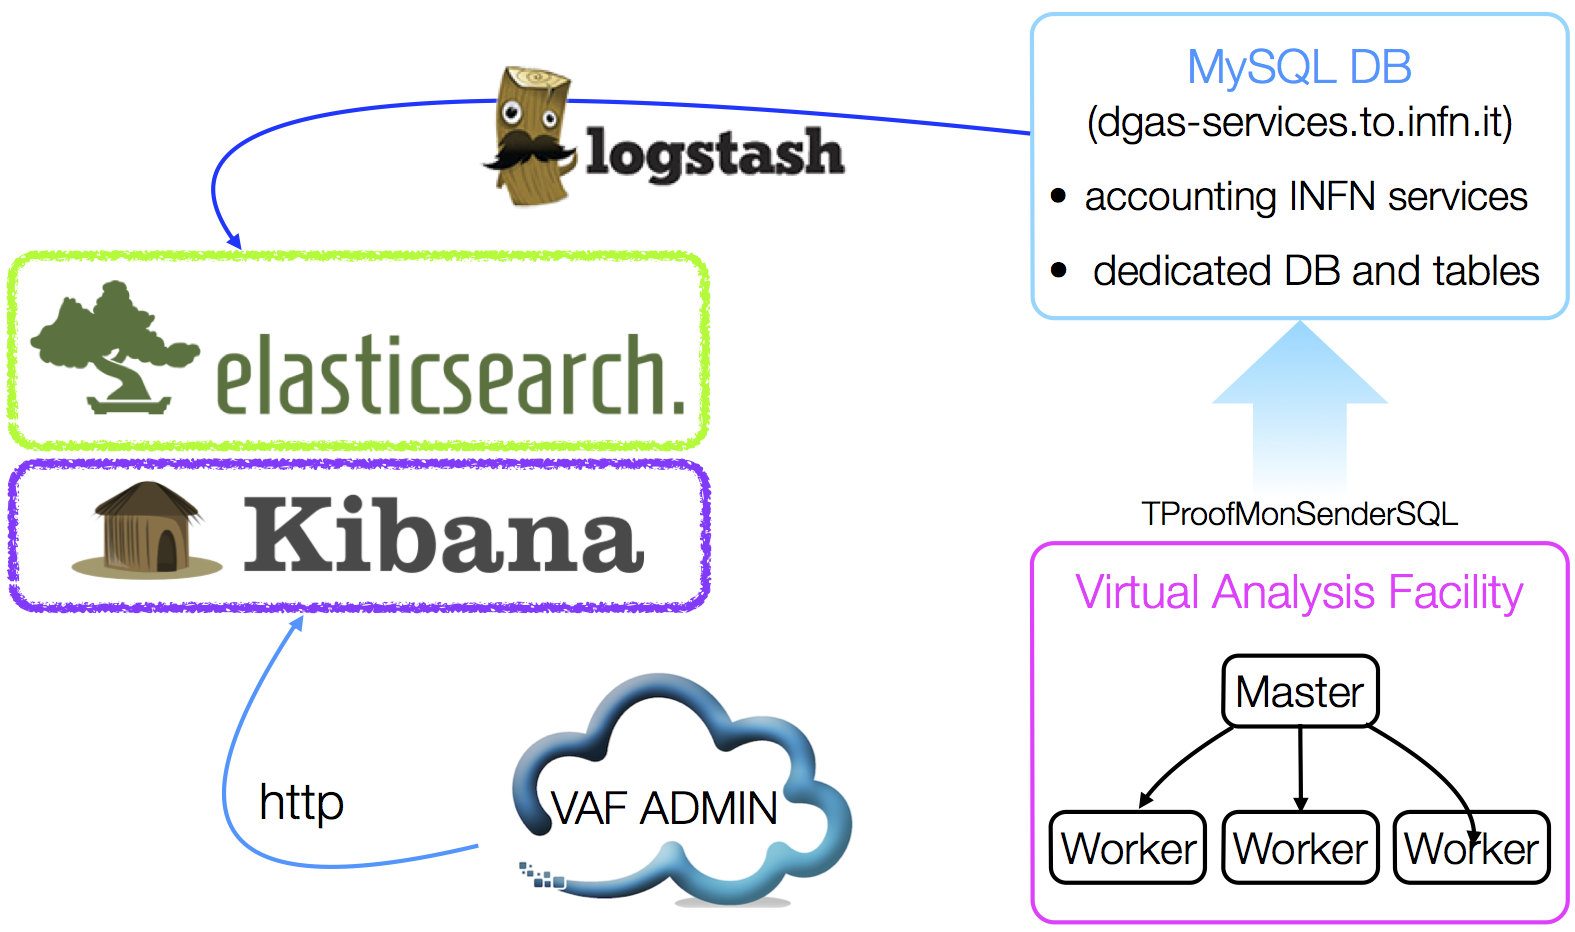 logstash
MySQL DB
(dgas-services.to.infn.it)
• accounting INFN services
• dedicated DB and tables
elasticsearch.
Kibana
TProofMonSenderSQL
Virtual Analysis Facility
Master
Worker Worker Worker
http
VAF ADMIN